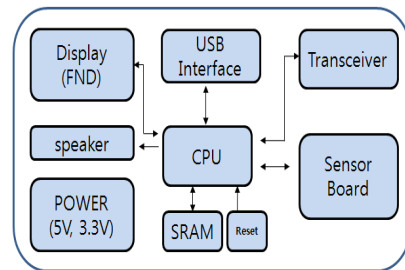 Display
(FND)
USB
Interface
Transceiver
speaker
CPU
Sensor
Board
POWER
(5V, 3.3V)
SRAM
Reset